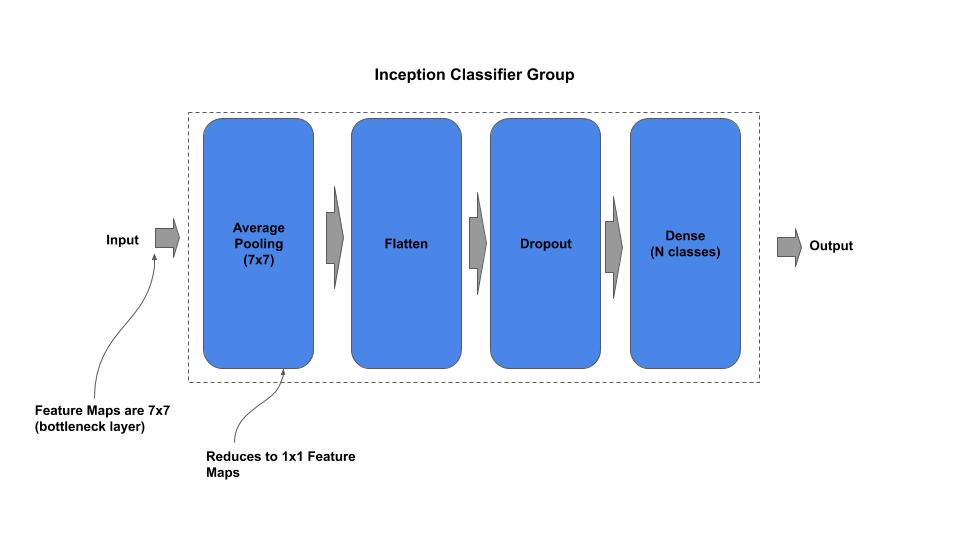 Inception Classifier Group
Input
Average
Pooling
(7x7)
Flatten
Dropout
Dense
(N classes)
Output
Feature Maps are 7x7
(bottleneck layer)
Reduces to 1x1 Feature
Maps